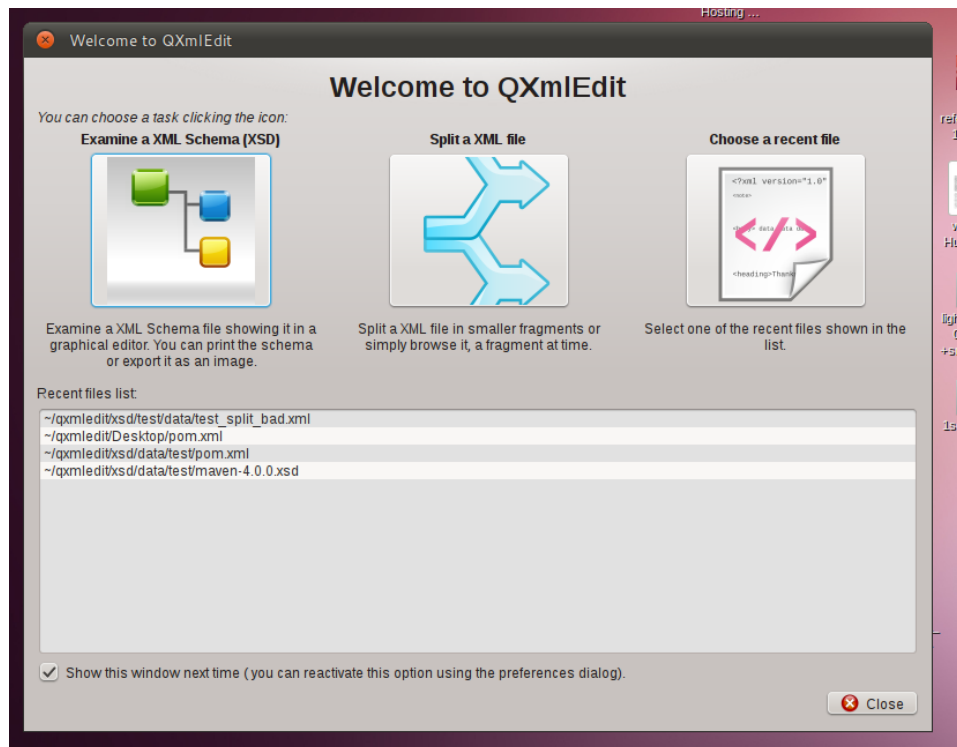 Hosting ...
Welcome to QXmlEdit
Welcome to QXmlEdit
You can choose a task clicking the icon:
Examine a XML Schema (XSD)
Split a XML file
Choose a recent file
<?xml version="1.0"
<note>
data
</>
<heading>Thank
Examine a XML Schema file showing it in a
graphical editor. You can print the schema
or export it as an image.
Split a XML file in smaller fragments or
simply browse it, a fragment at time.
Select one of the recent files shown in the
list.
Recent files list:
~/qxmledit/xsd/test/data/test_split_bad.xml
~/qxmledit/Desktop/pom.xml
~/qxmledit/xsd/data/test/pom.xml
~/qxmledit/xsd/data/test/maven-4.0.0.xsd
Show this window next time ( you can reactivate this option using the preferences dialog).
Close
ref
1s